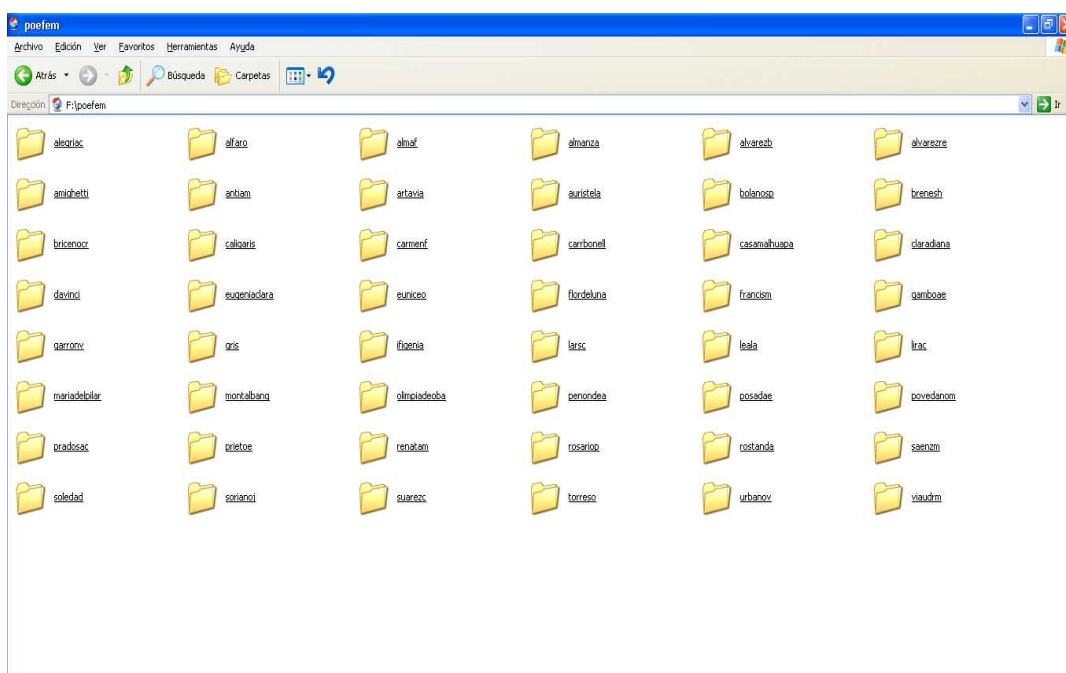 poefem
Archivo Edición Ver Favoritos Herramientas Ayuda
Atrás Búsqueda Carpetas
Dirección F:\poefem Ir
alegriac alfaro almaf almanza alvarezb alvarezre
amighetti antiam artavia auristela bolanosp brenesh
bricenocr caligaris carmenf carrbonell casamalhuapa claradiana
davinci eugeniaclara euniceo flordeluna francism gamboae
garronv gris ifigenia larsc leala lirac
mariadelpilar montalbang olimpiadeoba penondea posadae povedanom
pradosac prietoe renatam rosariop rostanda saenzm
soledad sorianoj suarezc torreso urbanov viaudrm